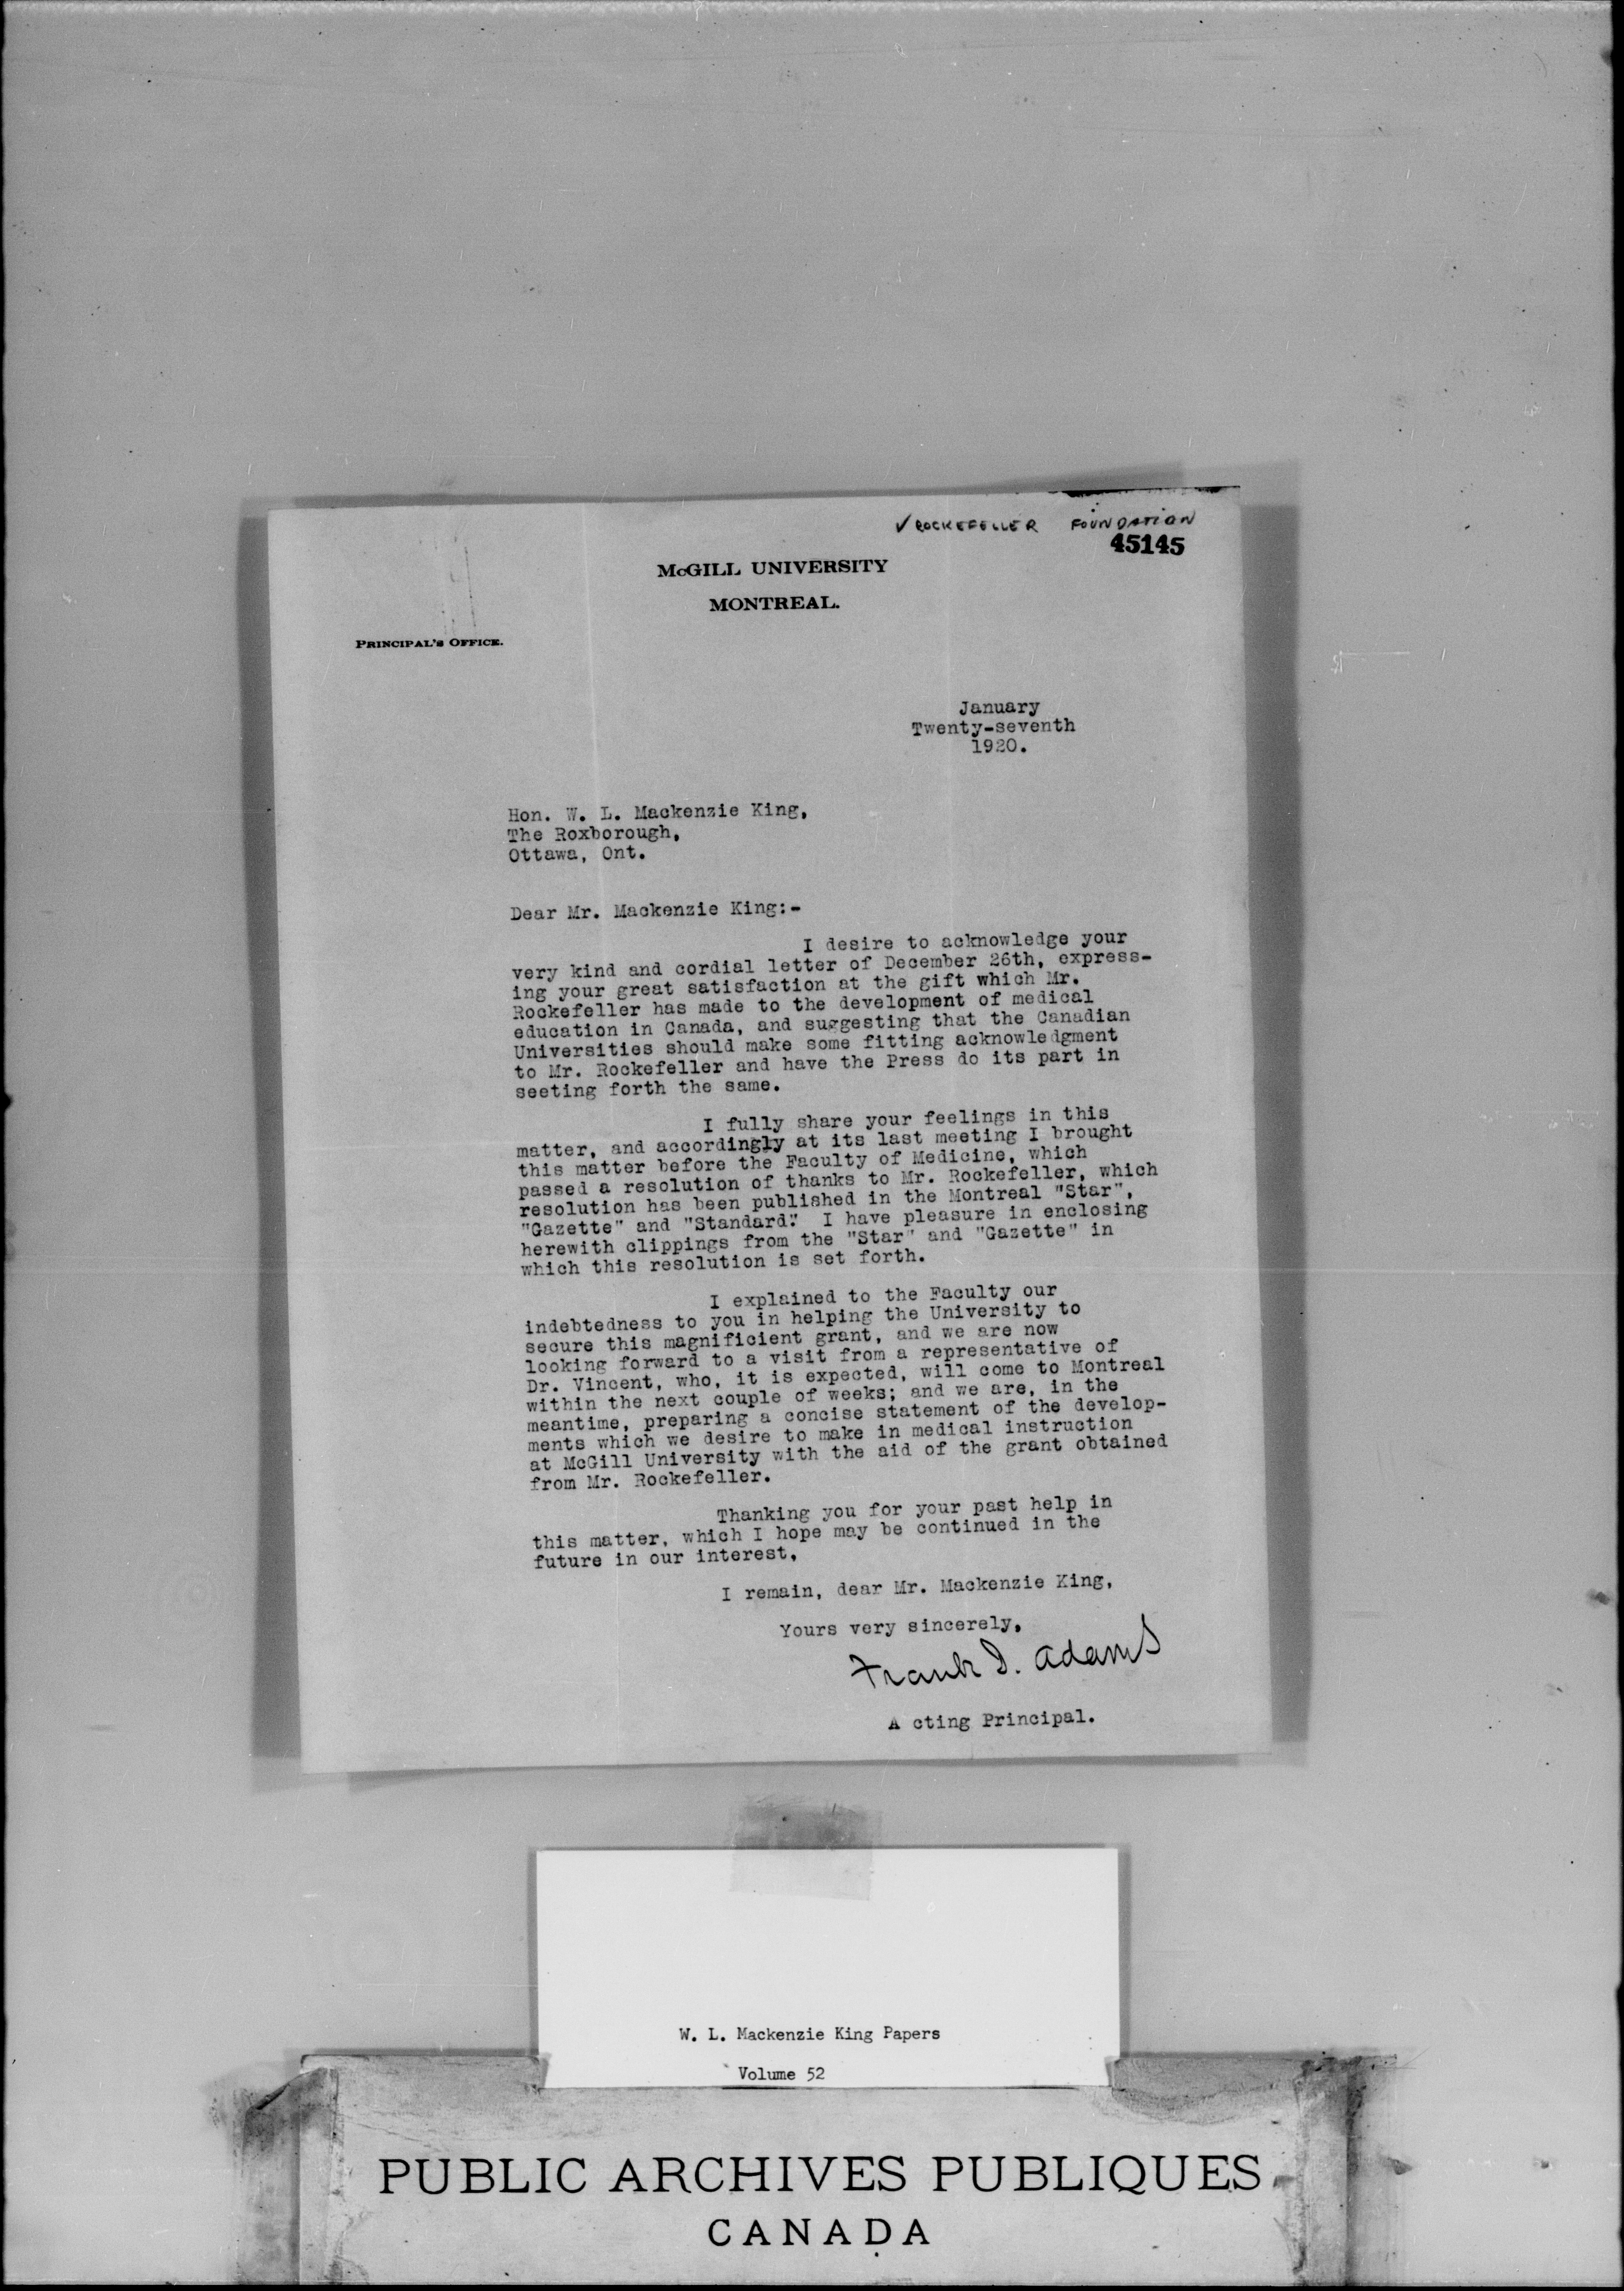 ✓ ROCKEFELLER FOUNDATION
45145
McGILL UNIVERSITY
MONTREAL.
PRINCIPAL'S OFFICE.
January
Twenty-seventh
1920.
Hon. W. L. Mackenzie King,
The Roxborough,
Ottawa, Ont.
Dear Mr. Mackenzie King:-
I desire to acknowledge your
very kind and cordial letter of December 26th, express-
ing your great satisfaction at the gift which Mr.
Rockefeller has made to the development of medical
education in Canada, and suggesting that the Canadian
Universities should make some fitting acknowledgment
to Mr. Rockefeller and have the Press do its part in
seeting forth the same.
I fully share your feelings in this
matter, and accordingly at its last meeting I brought
this matter before the Faculty of Medicine, which
passed a resolution of thanks to Mr. Rockefeller, which
resolution has been published in the Montreal "Star",
"Gazette" and "Standard". I have pleasure in enclosing
herewith clippings from the "Star" and "Gazette" in
which this resolution is set forth.
I explained to the Faculty our
indebtedness to you in helping the University to
secure this magnificient grant, and we are now
looking forward to a visit from a representative of
Dr. Vincent, who, it is expected, will come to Montreal
within the next couple of weeks; and we are, in the
meantime, preparing a concise statement of the develop-
ments which we desire to make in medical instruction
at McGill University with the aid of the grant obtained
from Mr. Rockefeller.
Thanking you for your past help in
this matter, which I hope may be continued in the
future in our interest,
I remain, dear Mr. Mackenzie King,
Yours very sincerely,
Frank D. Adams
A cting Principal.
W. L. Mackenzie King Papers
Volume 52
PUBLIC ARCHIVES PUBLIQUES
CANADA